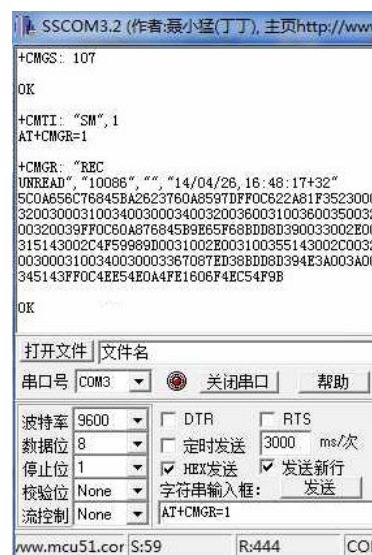 SSCOM3.2 (作者:聂小猛(丁丁), 主页http://www
+CMGS: 107
OK
+CMTI: "SM",1
AT+CMGR=1
+CMGR: "REC
UNREAD","10086","","14/04/26,16:48:17+32"
5C0A656C76845BA2623760A8597DFF0C622A81F3523000
320030003100340030003400320036003100360035003
00320039FF0C60A876845B9E65F68BDD8D390033002E00
315143002C4F59989D0031002E003100355143002C0032
0030003100340030003367087ED38BDD8D394E3A003A00
345143FF0C4EE54E0A4FE1606F4EC54F9B
OK
打开文件 文件名
串口号 COM3 关闭串口 帮助
波特率 9600 DTR RTS
数据位 8 定时发送 3000 ms/次
停止位 1 HEX发送 发送新行
校验位 None 字符串输入框: 发送
流控制 None AT+CMGR=1
www.mcu51.cor S:59 R:444 CO